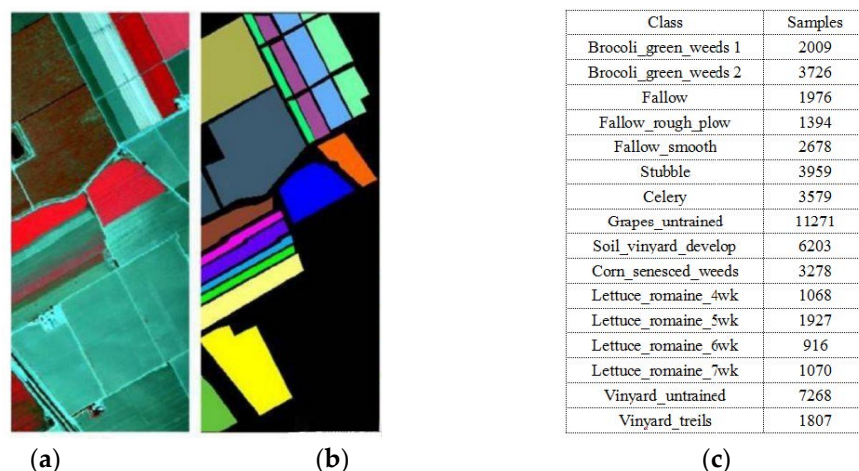 Class Samples
Brocoli_green_weeds 1 2009
Brocoli_green_weeds 2 3726
Fallow 1976
Fallow_rough_plow 1394
Fallow_smooth 2678
Stubble 3959
Celery 3579
Grapes_untrained 11271
Soil_vinyard_develop 6203
Corn_senesced_weeds 3278
Lettuce_romaine_4wk 1068
Lettuce_romaine_5wk 1927
Lettuce_romaine_6wk 916
Lettuce_romaine_7wk 1070
Vinyard_untrained 7268
Vinyard_treils 1807
(a) (b) (c)